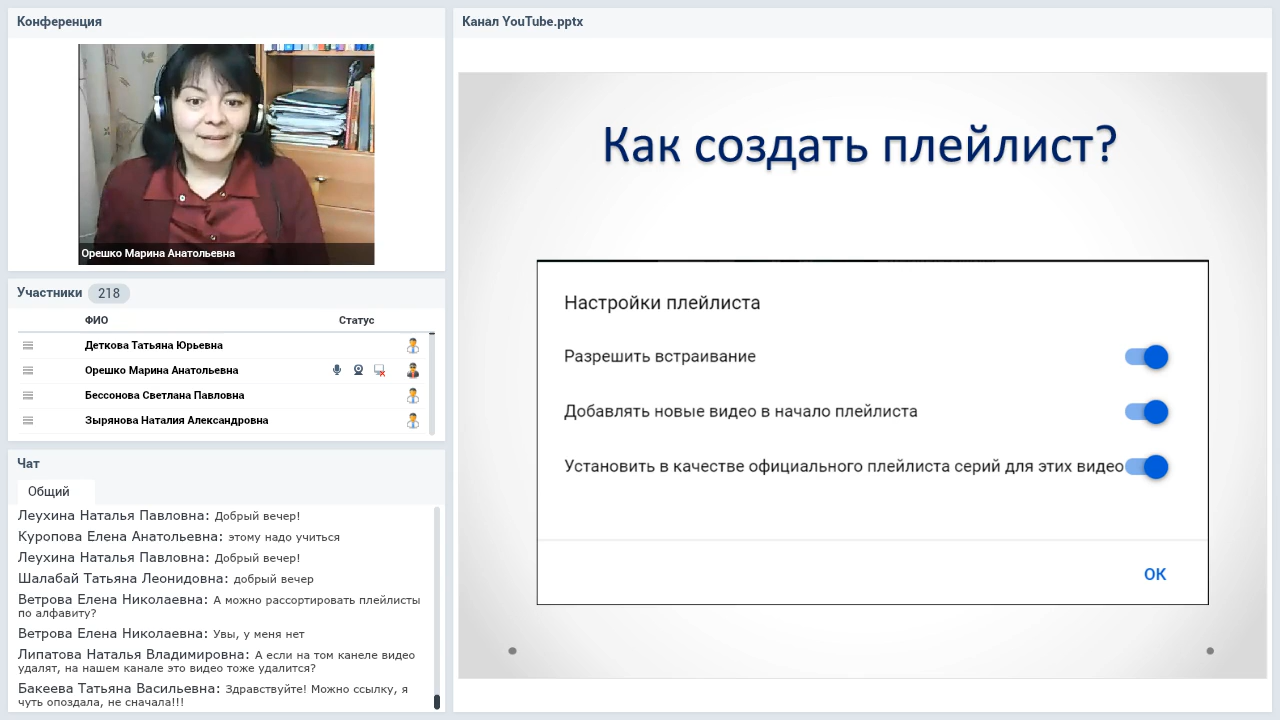 Конференция
Орешко Марина Анатольевна
Участники 218
ФИО Статус
Деткова Татьяна Юрьевна
Орешко Марина Анатольевна
Бессонова Светлана Павловна
Зырянова Наталия Александровна
Чат
Общий
Леухина Наталья Павловна: Добрый вечер!
Куропова Елена Анатольевна: этому надо учиться
Леухина Наталья Павловна: Добрый вечер!
Шалабай Татьяна Леонидовна: добрый вечер
Ветрова Елена Николаевна: А можно рассортировать плейлисты
по алфавиту?
Ветрова Елена Николаевна: Увы, у меня нет
Липатова Наталья Владимировна: А если на том канеле видео
удалят, на нашем канале это видео тоже удалится?
Бакеева Татьяна Васильевна: Здравствуйте! Можно ссылку, я
чуть опоздала, не сначала!!!
Канал YouTube.pptx
Как создать плейлист?
Настройки плейлиста
Разрешить встраивание
Добавлять новые видео в начало плейлиста
Установить в качестве официального плейлиста серий для этих видео
ОК